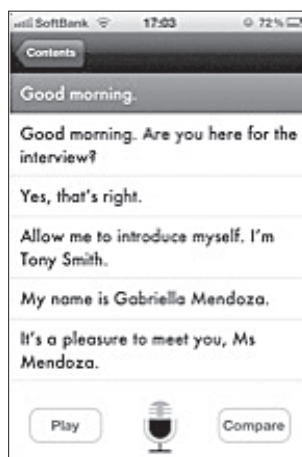 SoftBank 17:03 72%
Contents
Good morning.
Good morning. Are you here for the
interview?
Yes, that's right.
Allow me to introduce myself. I'm
Tony Smith.
My name is Gabriella Mendoza.
It's a pleasure to meet you, Ms
Mendoza.
Play Compare